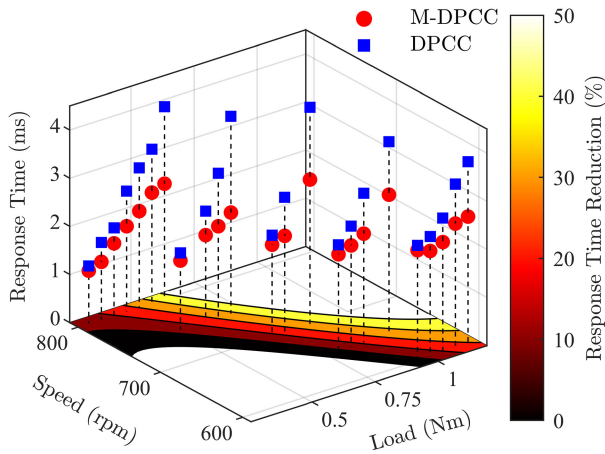 M-DPCC
DPCC
Response Time (ms)
4
3
2
1
0
800
700
600
Speed (rpm)
0.5
0.75
1
Load (Nm)
50
40
30
20
10
0
Response Time Reduction (%)